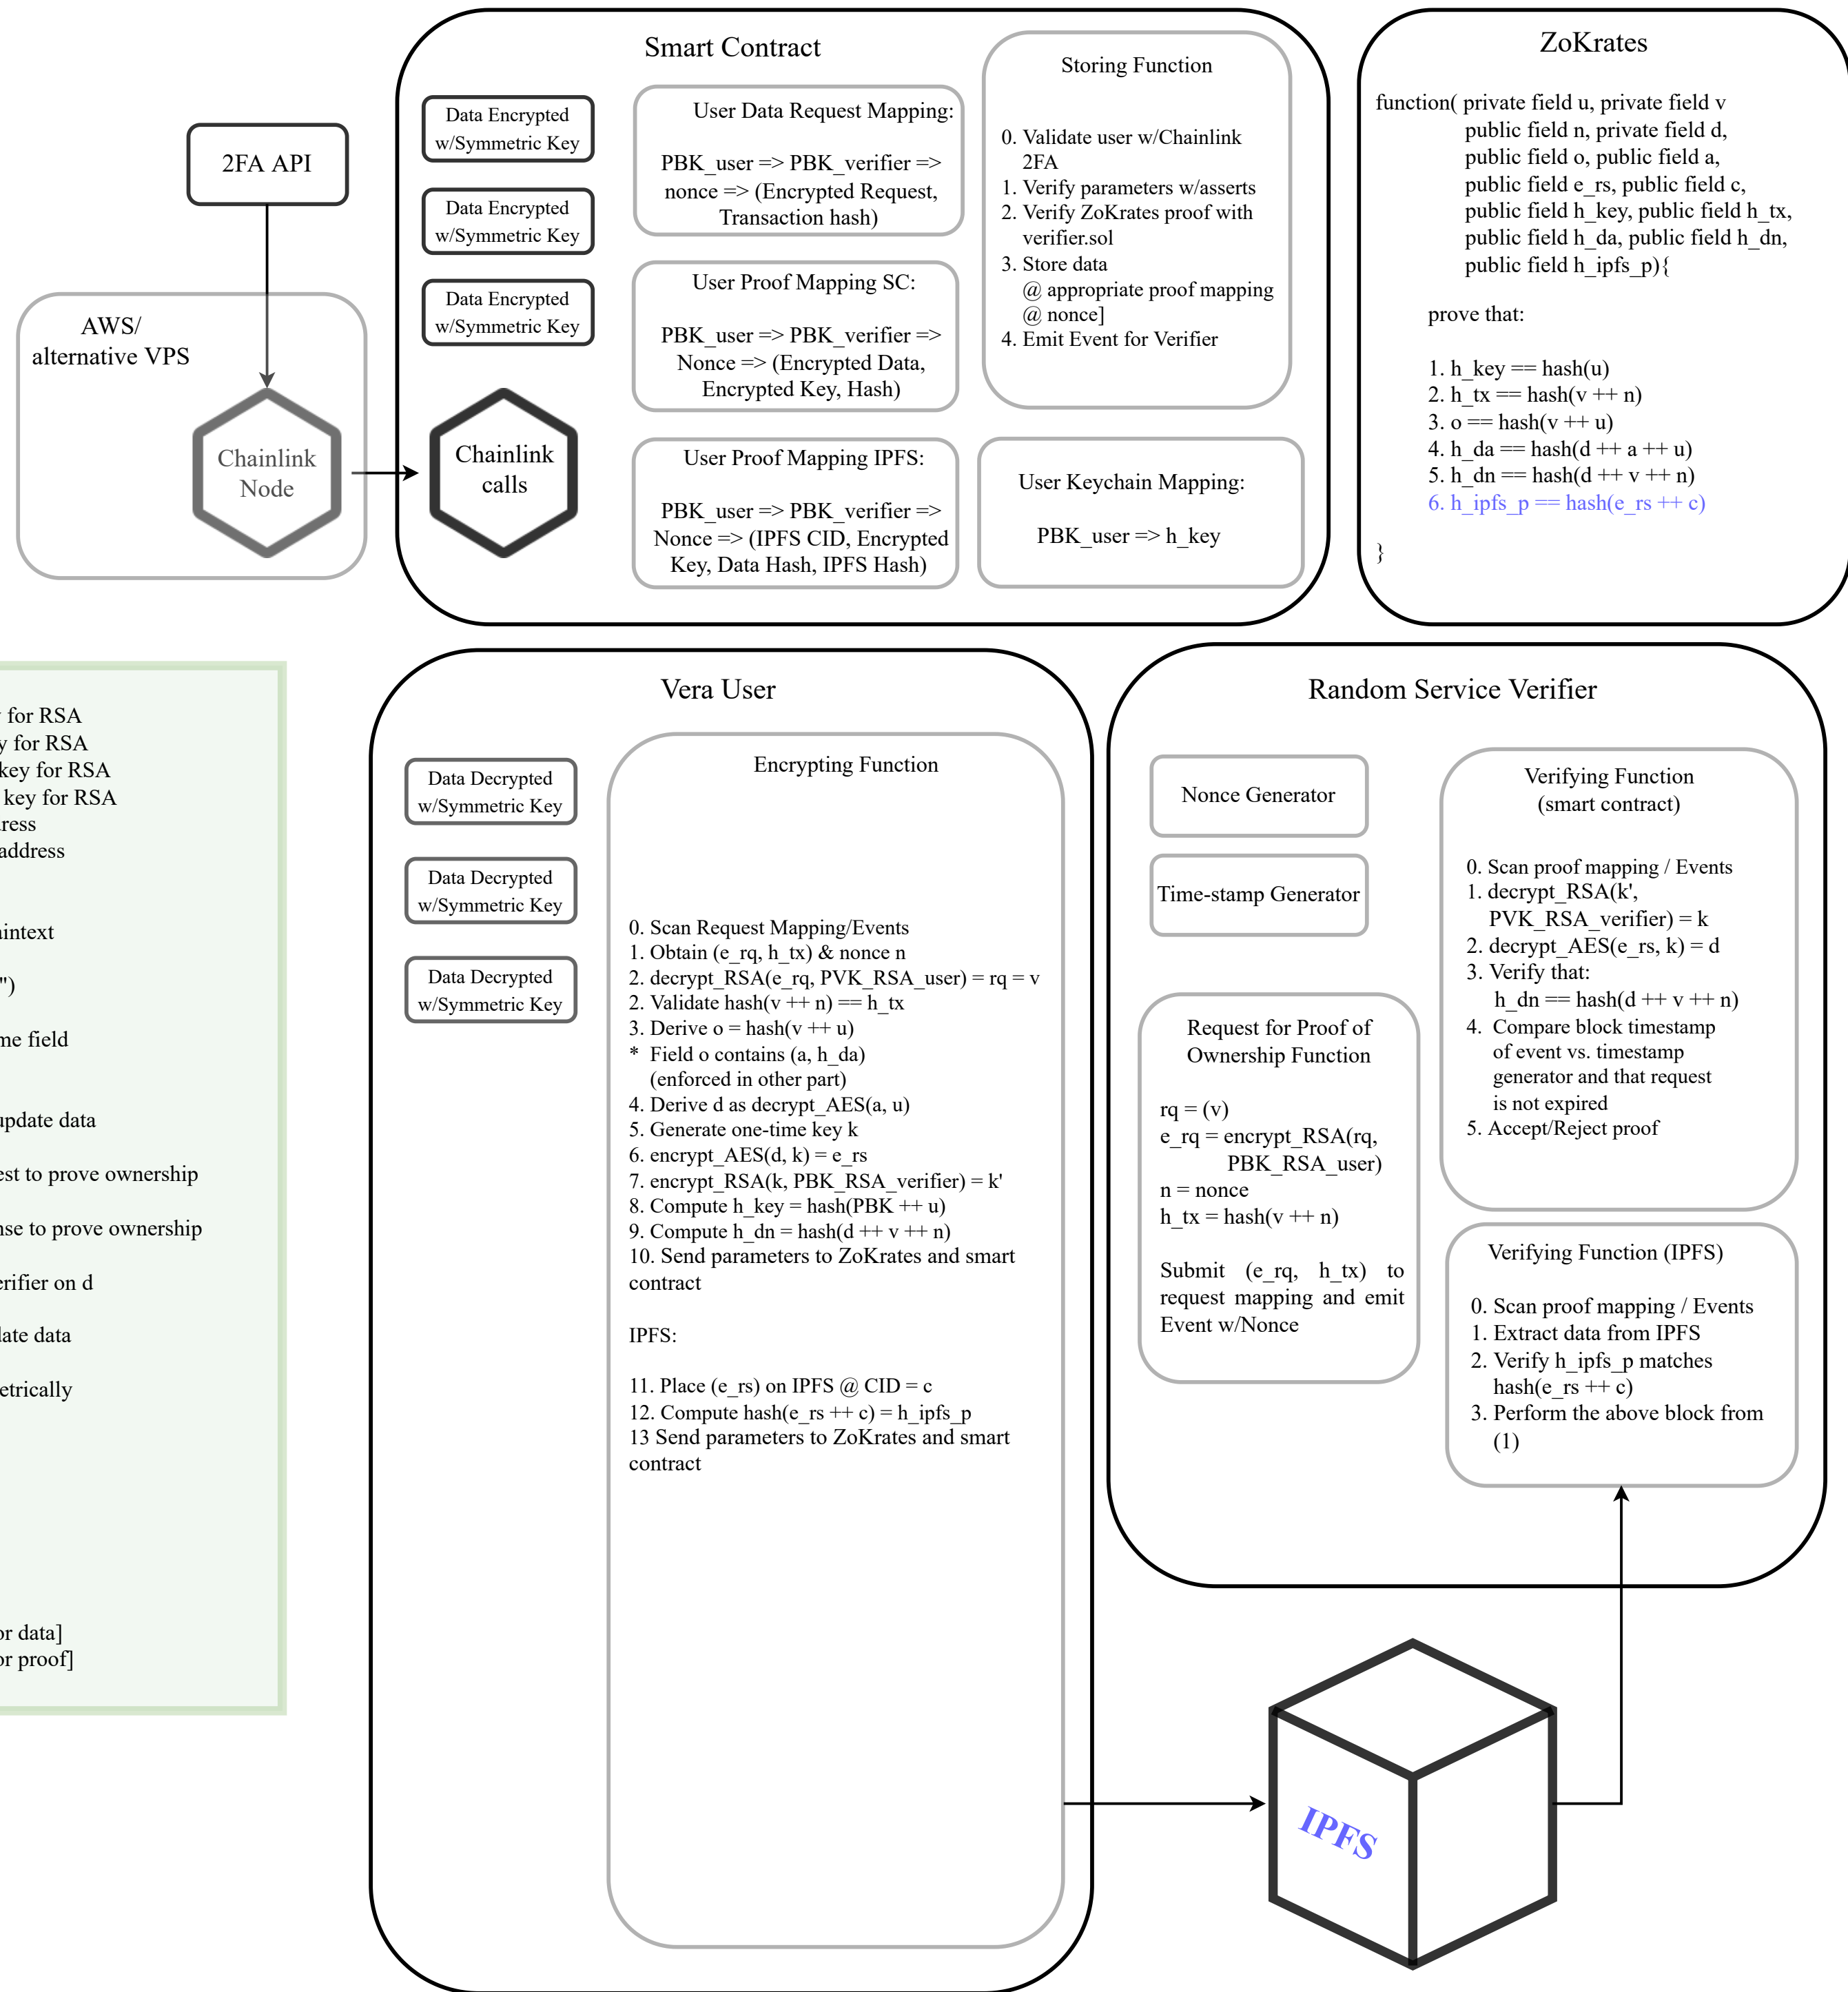 2FA API
AWS/
alternative VPS
Chainlink
Node
Smart Contract
Data Encrypted
w/Symmetric Key
Data Encrypted
w/Symmetric Key
Data Encrypted
w/Symmetric Key
Chainlink
calls
User Data Request Mapping:
PBK_user => PBK_verifier =>
nonce => (Encrypted Request,
Transaction hash)
User Proof Mapping SC:
PBK_user => PBK_verifier =>
Nonce => (Encrypted Data,
Encrypted Key, Hash)
User Proof Mapping IPFS:
PBK_user => PBK_verifier =>
Nonce => (IPFS CID, Encrypted
Key, Data Hash, IPFS Hash)
Storing Function
0. Validate user w/Chainlink
2FA
1. Verify parameters w/asserts
2. Verify ZoKrates proof with
verifier.sol
3. Store data
@ appropriate proof mapping
@ nonce]
4. Emit Event for Verifier
User Keychain Mapping:
PBK_user => h_key
ZoKrates
function( private field u, private field v
public field n, private field d,
public field o, public field a,
public field e_rs, public field c,
public field h_key, public field h_tx,
public field h_da, public field h_dn,
public field h_ipfs_p){
prove that:
1. h_key == hash(u)
2. h_tx == hash(v ++ n)
3. o == hash(v ++ u)
4. h_da == hash(d ++ a ++ u)
5. h_dn == hash(d ++ v ++ n)
6. h_ipfs_p == hash(e_rs ++ c)
}
for RSA
y for RSA
key for RSA
key for RSA
ress
address
intext
")
me field
update data
est to prove ownership
nse to prove ownership
erifier on d
late data
etrically
or data]
or proof]
Vera User
Data Decrypted
w/Symmetric Key
Data Decrypted
w/Symmetric Key
Data Decrypted
w/Symmetric Key
Encrypting Function
0. Scan Request Mapping/Events
1. Obtain (e_rq, h_tx) & nonce n
2. decrypt_RSA(e_rq, PVK_RSA_user) = rq = v
2. Validate hash(v ++ n) == h_tx
3. Derive o = hash(v ++ u)
* Field o contains (a, h_da)
(enforced in other part)
4. Derive d as decrypt_AES(a, u)
5. Generate one-time key k
6. encrypt_AES(d, k) = e_rs
7. encrypt_RSA(k, PBK_RSA_verifier) = k'
8. Compute h_key = hash(PBK ++ u)
9. Compute h_dn = hash(d ++ v ++ n)
10. Send parameters to ZoKrates and smart
contract
IPFS:
11. Place (e_rs) on IPFS @ CID = c
12. Compute hash(e_rs ++ c) = h_ipfs_p
13 Send parameters to ZoKrates and smart
contract
Random Service Verifier
Nonce Generator
Time-stamp Generator
Request for Proof of
Ownership Function
rq = (v)
e_rq = encrypt_RSA(rq,
PBK_RSA_user)
n = nonce
h_tx = hash(v ++ n)
Submit (e_rq, h_tx) to
request mapping and emit
Event w/Nonce
Verifying Function
(smart contract)
0. Scan proof mapping / Events
1. decrypt_RSA(k',
PVK_RSA_verifier) = k
2. decrypt_AES(e_rs, k) = d
3. Verify that:
h_dn == hash(d ++ v ++ n)
4. Compare block timestamp
of event vs. timestamp
generator and that request
is not expired
5. Accept/Reject proof
Verifying Function (IPFS)
0. Scan proof mapping / Events
1. Extract data from IPFS
2. Verify h_ipfs_p matches
hash(e_rs ++ c)
3. Perform the above block from
(1)
IPFS